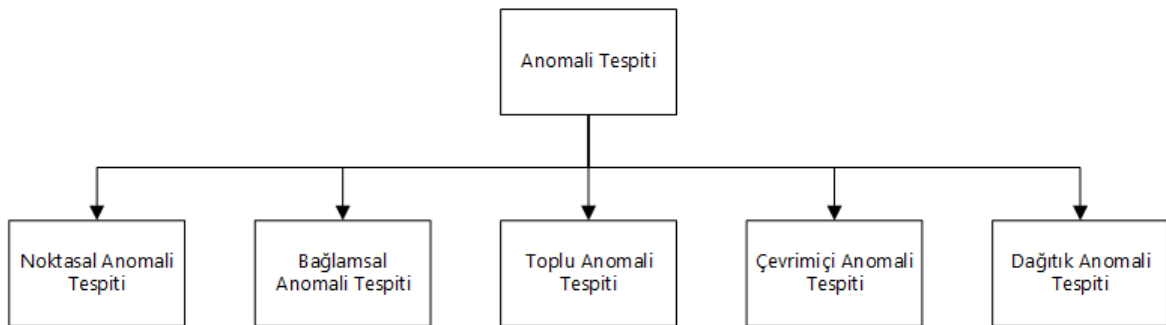 Anomali Tespiti
Noktasal Anomali
Tespiti
Bağlamsal
Anomali Tespiti
Toplu Anomali
Tespiti
Çevrimiçi Anomali
Tespiti
Dağıtık Anomali
Tespiti